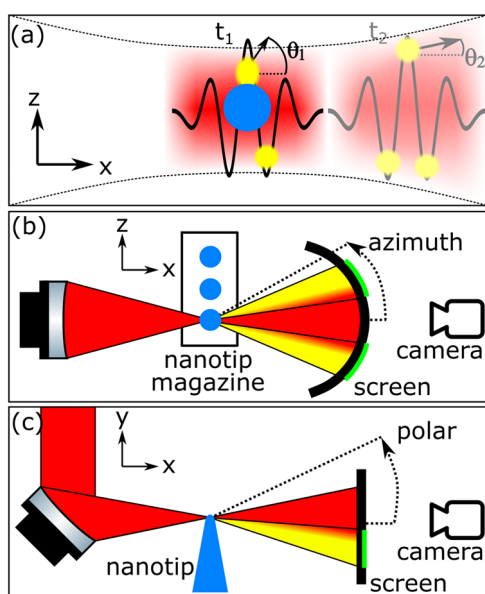 (a)
t1
θ1
t2
θ2
z
x
(b)
z
x
azimuth
nanotip
magazine
camera
screen
(c)
y
x
polar
nanotip
camera
screen